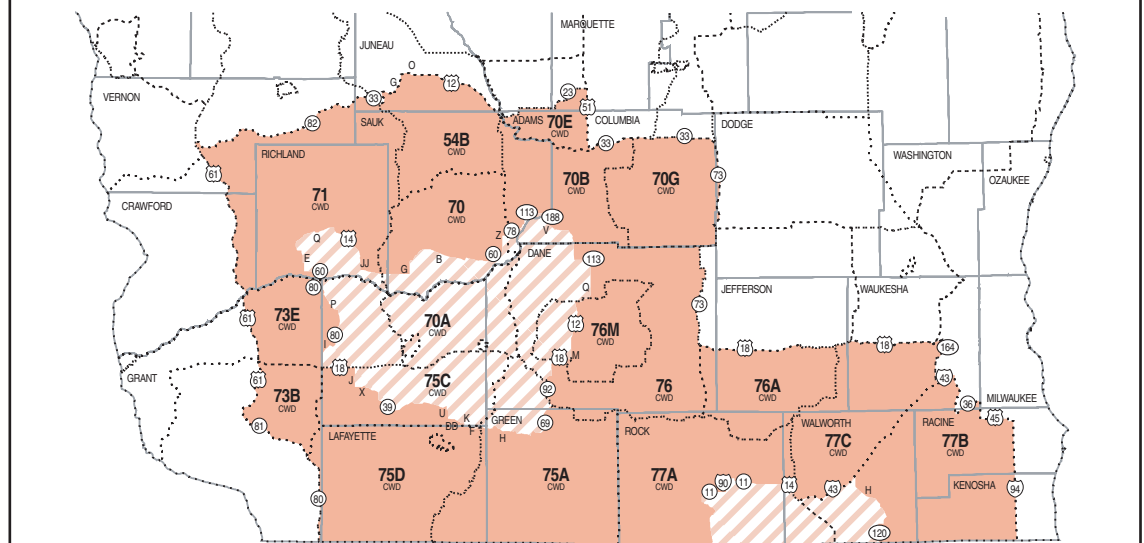 MARQUETTE
JUNEAU
O
G
12
VERNON
33
23
51
82
SAUK
ADAMS
70E
CWD
COLUMBIA
DODGE
54B
CWD
33
33
RICHLAND
WASHINGTON
61
71
CWD
70
CWD
70B
CWD
70G
CWD
73
OZAUKEE
CRAWFORD
113
188
Q
14
Z
78
V
E
60
JJ
G
B
60
DANE
113
80
Q
JEFFERSON
WAUKESHA
73E
CWD
P
61
80
I
70A
CWD
12
76M
CWD
73
18
M
18
18
164
GRANT
61
18
J
X
75C
CWD
92
76
CWD
76A
CWD
43
73B
CWD
39
36
MILWAUKEE
81
U
K
DD
F
GREEN
69
H
45
LAFAYETTE
ROCK
WALWORTH
77C
CWD
RACINE
77B
CWD
75D
CWD
75A
CWD
77A
CWD
80
11
90
11
14
43
H
KENOSHA
94
120